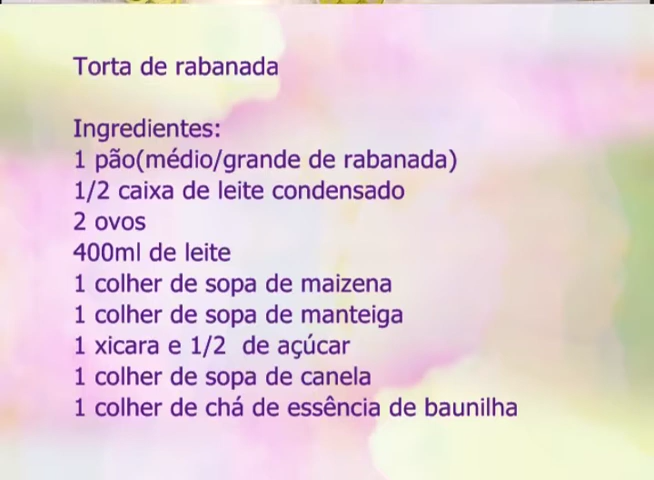 Torta de rabanada
Ingredientes:
1 pão(médio/grande de rabanada)
1/2 caixa de leite condensado
2 ovos
400ml de leite
1 colher de sopa de maizena
1 colher de sopa de manteiga
1 xicara e 1/2  de açúcar
1 colher de sopa de canela
1 colher de chá de essência de baunilha